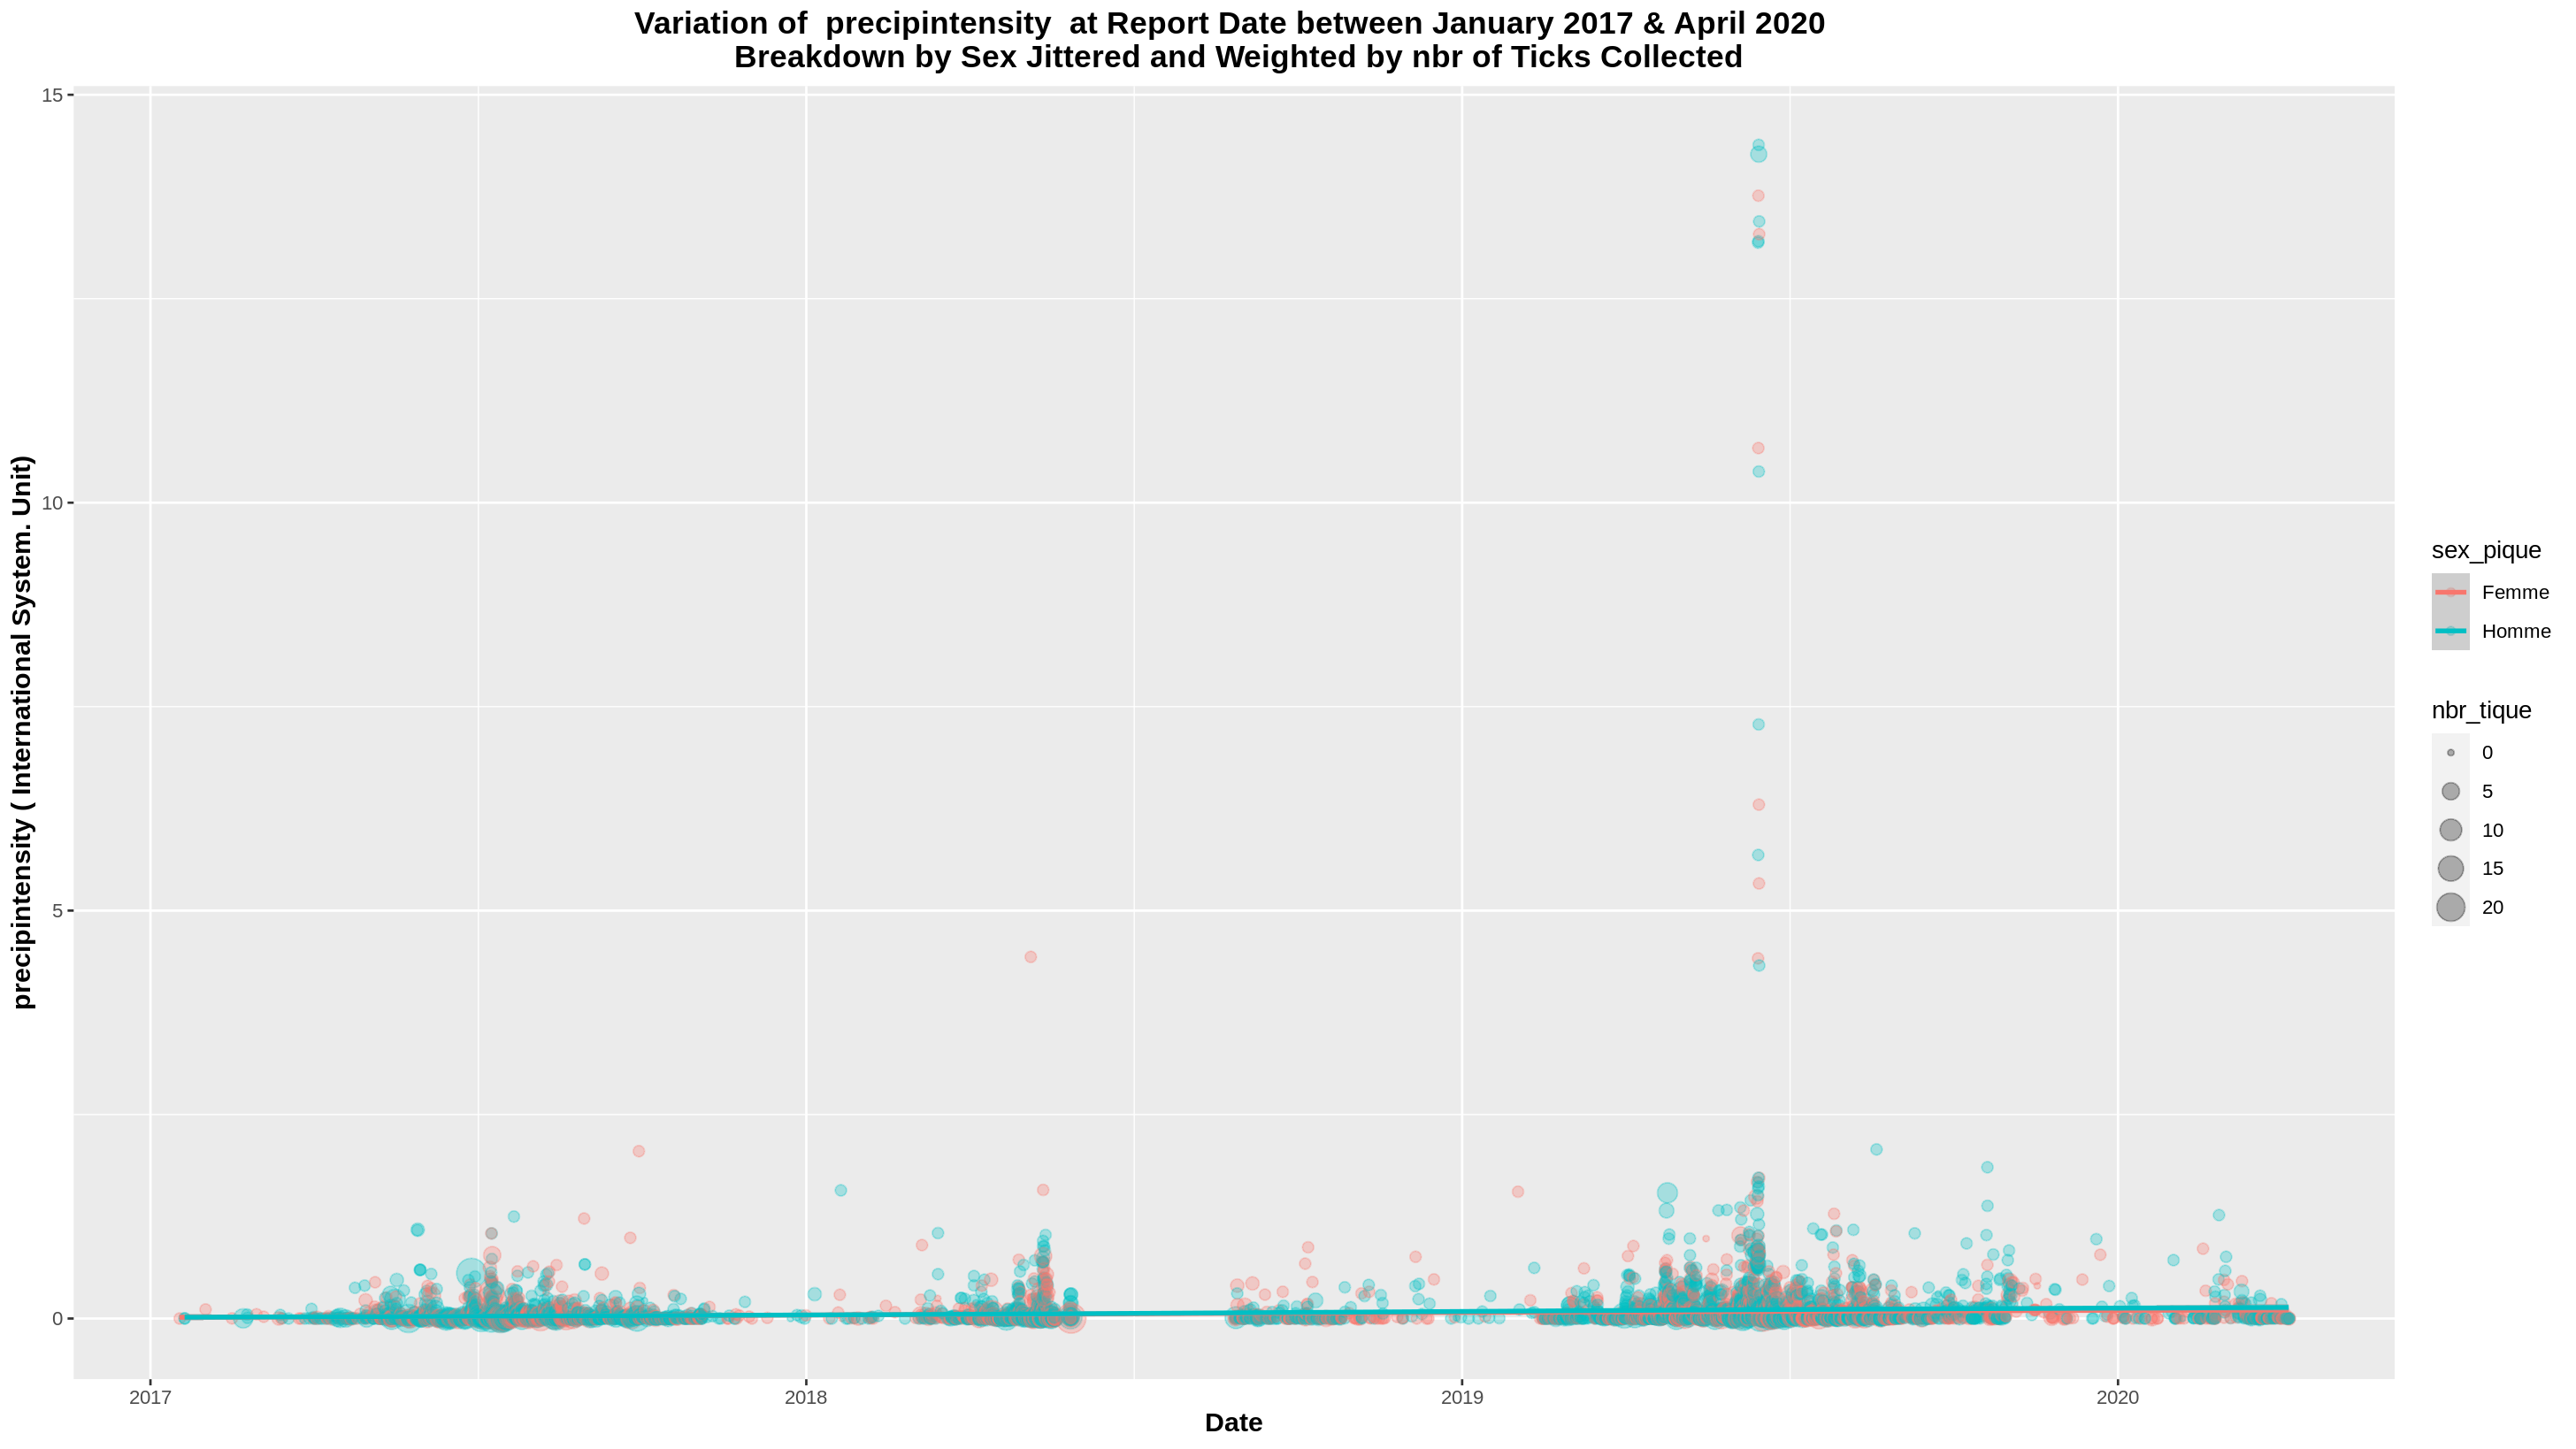 Variation of  precipintensity  at Report Date between January 2017 & April 2020
Breakdown by Sex Jittered and Weighted by nbr of Ticks Collected
precipintensity ( International System. Unit)
15
10
5
0
2017
2018
2019
2020
Date
sex_pique
Femme
Homme
nbr_tique
0
5
10
15
20